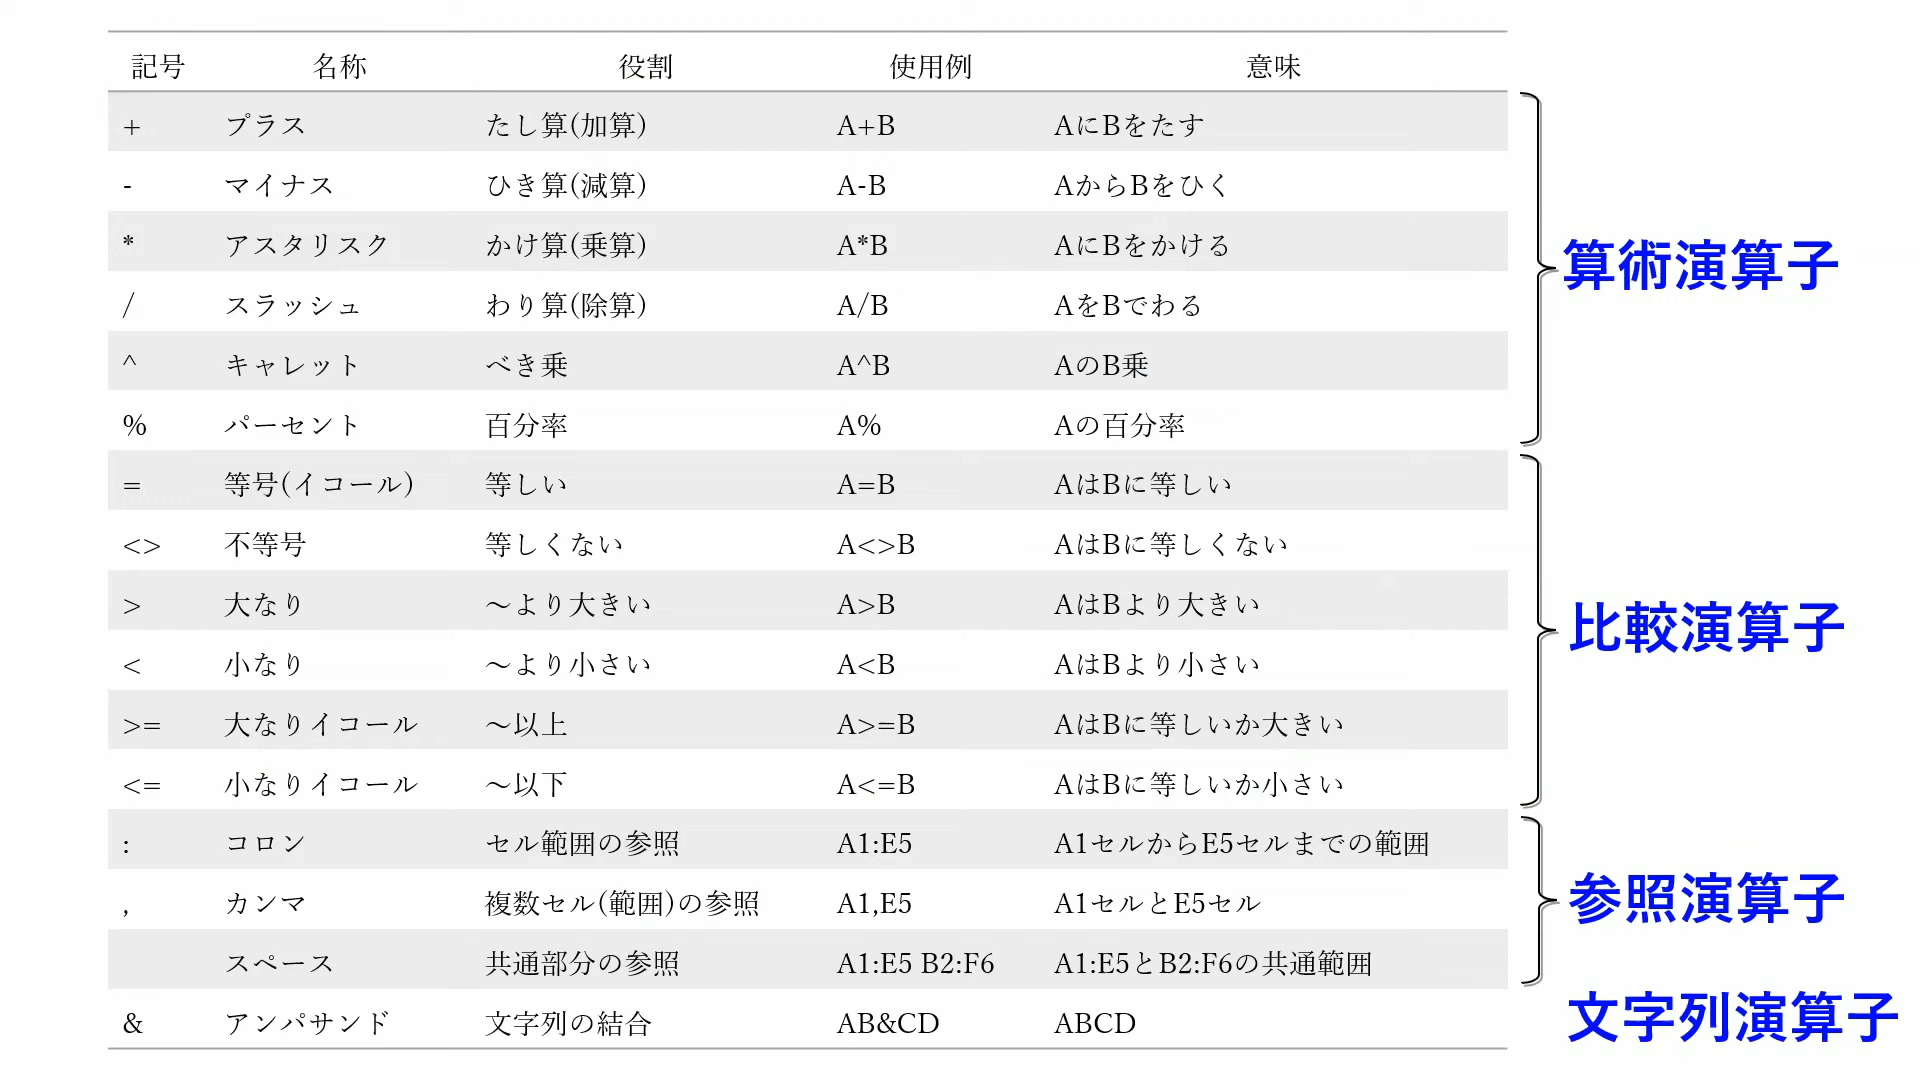 記号 名称 役割 使用例 意味
+ プラス たし算(加算) A+B AにBをたす
- マイナス ひき算(減算) A-B AからBをひく
* アスタリスク かけ算(乗算) A*B AにBをかける
/ スラッシュ わり算(除算) A/B AをBでわる
^ キャレット べき乗 A^B AのB乗
% パーセント 百分率 A% Aの百分率
算術演算子
= 等号(イコール) 等しい A=B AはBに等しい
<> 不等号 等しくない A<>B AはBに等しくない
> 大なり ～より大きい A>B AはBより大きい
< 小なり ～より小さい A<B AはBより小さい
>= 大なりイコール ～以上 A>=B AはBに等しいか大きい
<= 小なりイコール ～以下 A<=B AはBに等しいか小さい
比較演算子
: コロン セル範囲の参照 A1:E5 A1セルからE5セルまでの範囲
, カンマ 複数セル(範囲)の参照 A1,E5 A1セルとE5セル
スペース 共通部分の参照 A1:E5 B2:F6 A1:E5とB2:F6の共通範囲
参照演算子
& アンパサンド 文字列の結合 AB&CD ABCD
文字列演算子